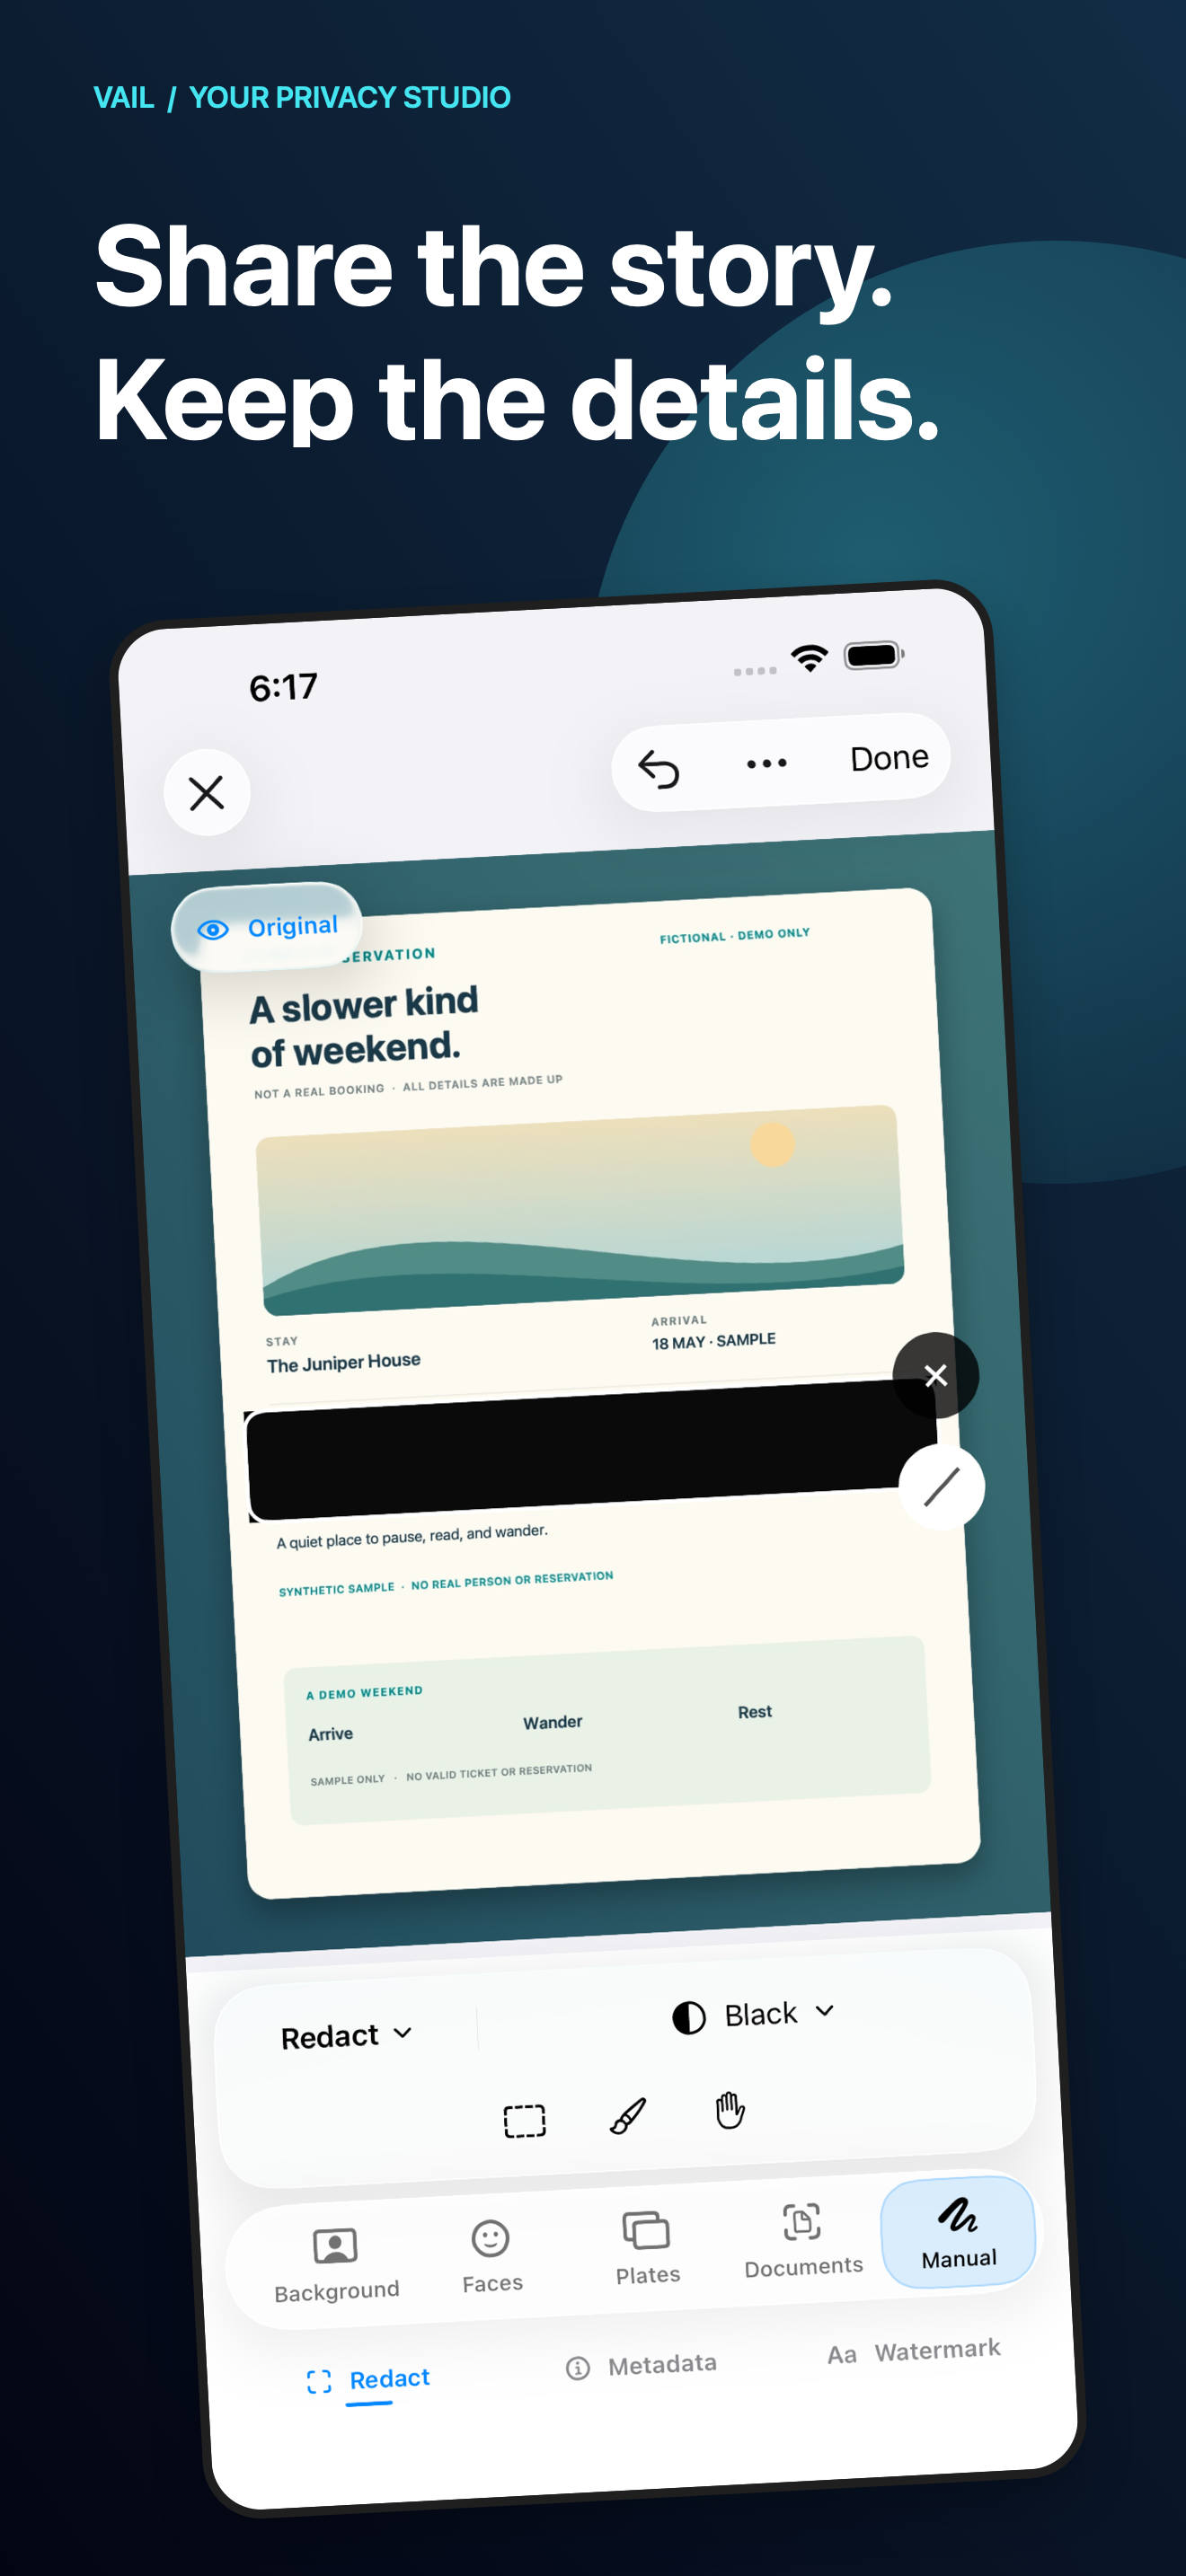 VAIL / YOUR PRIVACY STUDIO
Share the story.
Keep the details.
6:17
Done
Original
SERVATION
FICTIONAL · DEMO ONLY
A slower kind
of weekend.
NOT A REAL BOOKING · ALL DETAILS ARE MADE UP
STAY
ARRIVAL
The Juniper House
18 MAY · SAMPLE
A quiet place to pause, read, and wander.
SYNTHETIC SAMPLE · NO REAL PERSON OR RESERVATION
A DEMO WEEKEND
Arrive
Wander
Rest
SAMPLE ONLY · NO VALID TICKET OR RESERVATION
Redact
Black
Background
Faces
Plates
Documents
Manual
Redact
Metadata
Aa Watermark